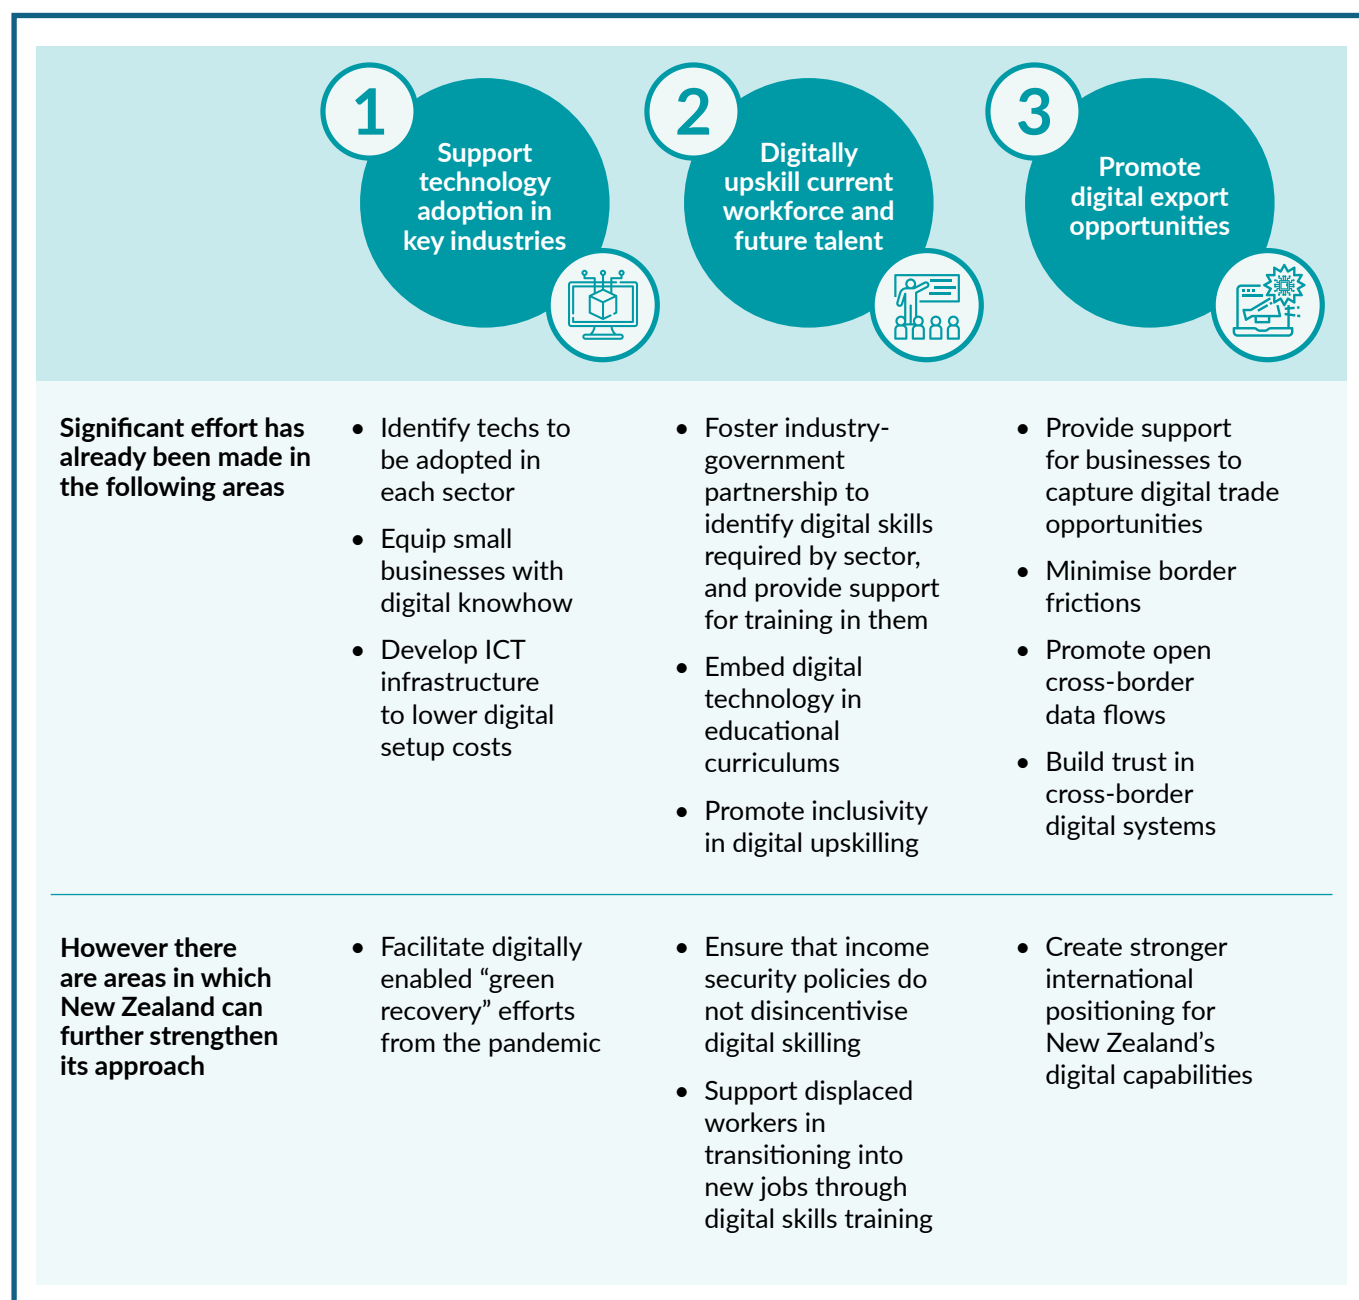 1
Support
technology
adoption in
key industries
2
Digitally
upskill current
workforce and
future talent
3
Promote
digital export
opportunities
Significant effort has
already been made in
the following areas
• Identify techs to
be adopted in
each sector
• Equip small
businesses with
digital knowhow
• Develop ICT
infrastructure
to lower digital
setup costs
• Foster industry-
government
partnership to
identify digital skills
required by sector,
and provide support
for training in them
• Embed digital
technology in
educational
curriculums
• Promote inclusivity
in digital upskilling
• Provide support
for businesses to
capture digital trade
opportunities
• Minimise border
frictions
• Promote open
cross-border
data flows
• Build trust in
cross-border
digital systems
However there
are areas in which
New Zealand can
further strengthen
its approach
• Facilitate digitally
enabled “green
recovery” efforts
from the pandemic
• Ensure that income
security policies do
not disincentivise
digital skilling
• Support displaced
workers in
transitioning into
new jobs through
digital skills training
• Create stronger
international
positioning for
New Zealand’s
digital capabilities